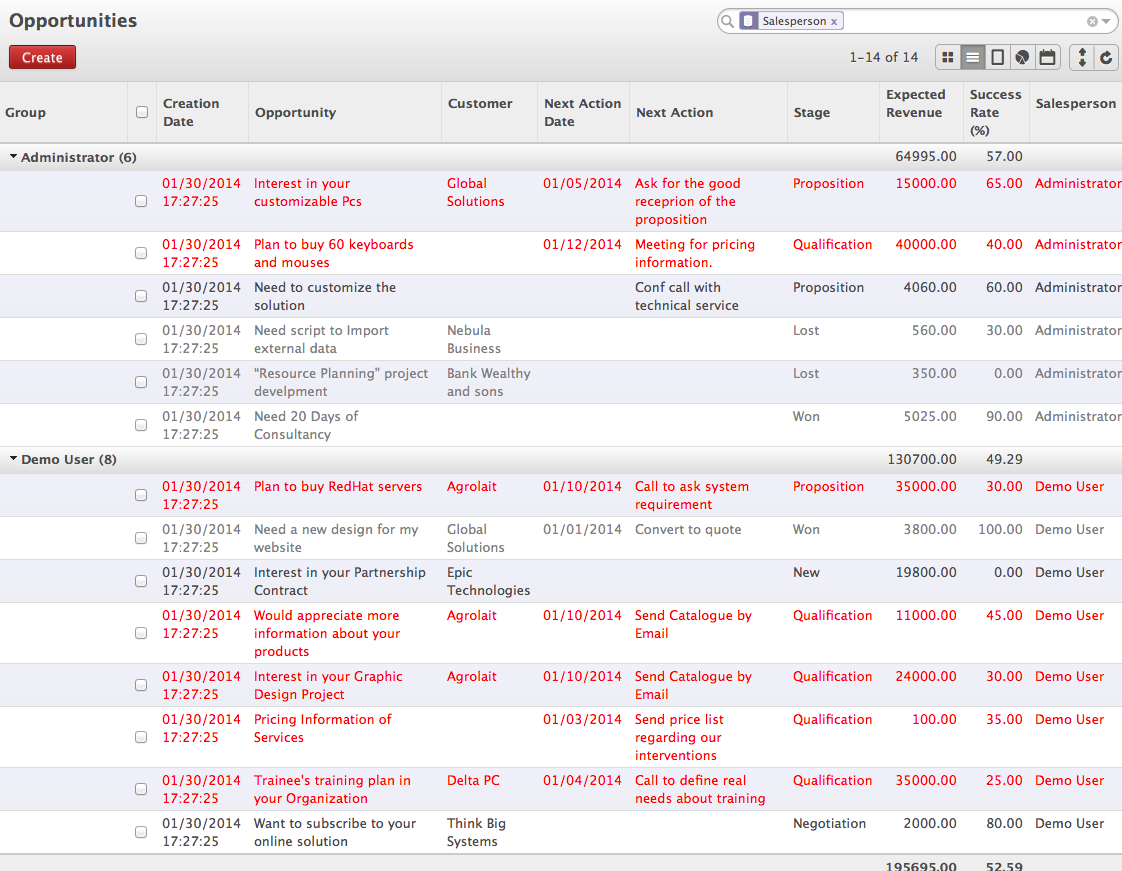 Opportunities
Salesperson x
Create
1-14 of 14
Group Creation Date Opportunity Customer Next Action Date Next Action Stage Expected Revenue Success Rate (%) Salesperson
Administrator (6) 64995.00 57.00
01/30/2014 Interest in your Global 01/05/2014 Ask for the good Proposition 15000.00 65.00 Administrator
17:27:25 customizable Pcs Solutions receprion of the
proposition
01/30/2014 Plan to buy 60 keyboards 01/12/2014 Meeting for pricing Qualification 40000.00 40.00 Administrator
17:27:25 and mouses information.
01/30/2014 Need to customize the Conf call with Proposition 4060.00 60.00 Administrator
17:27:25 solution technical service
01/30/2014 Need script to Import Nebula Lost 560.00 30.00 Administrator
17:27:25 external data Business
01/30/2014 “Resource Planning” project Bank Wealthy Lost 350.00 0.00 Administrator
17:27:25 develpment and sons
01/30/2014 Need 20 Days of Won 5025.00 90.00 Administrator
17:27:25 Consultancy
Demo User (8) 130700.00 49.29
01/30/2014 Plan to buy RedHat servers Agrolait 01/10/2014 Call to ask system Proposition 35000.00 30.00 Demo User
17:27:25 requirement
01/30/2014 Need a new design for my Global 01/01/2014 Convert to quote Won 3800.00 100.00 Demo User
17:27:25 website Solutions
01/30/2014 Interest in your Partnership Epic New 19800.00 0.00 Demo User
17:27:25 Contract Technologies
01/30/2014 Would appreciate more Agrolait 01/10/2014 Send Catalogue by Qualification 11000.00 45.00 Demo User
17:27:25 information about your Email
products
01/30/2014 Interest in your Graphic Agrolait 01/10/2014 Send Catalogue by Qualification 24000.00 30.00 Demo User
17:27:25 Design Project Email
01/30/2014 Pricing Information of 01/03/2014 Send price list Qualification 100.00 35.00 Demo User
17:27:25 Services regarding our
interventions
01/30/2014 Trainee's training plan in Delta PC 01/04/2014 Call to define real Qualification 35000.00 25.00 Demo User
17:27:25 your Organization needs about training
01/30/2014 Want to subscribe to your Think Big Negotiation 2000.00 80.00 Demo User
17:27:25 online solution Systems
195695.00 52.59